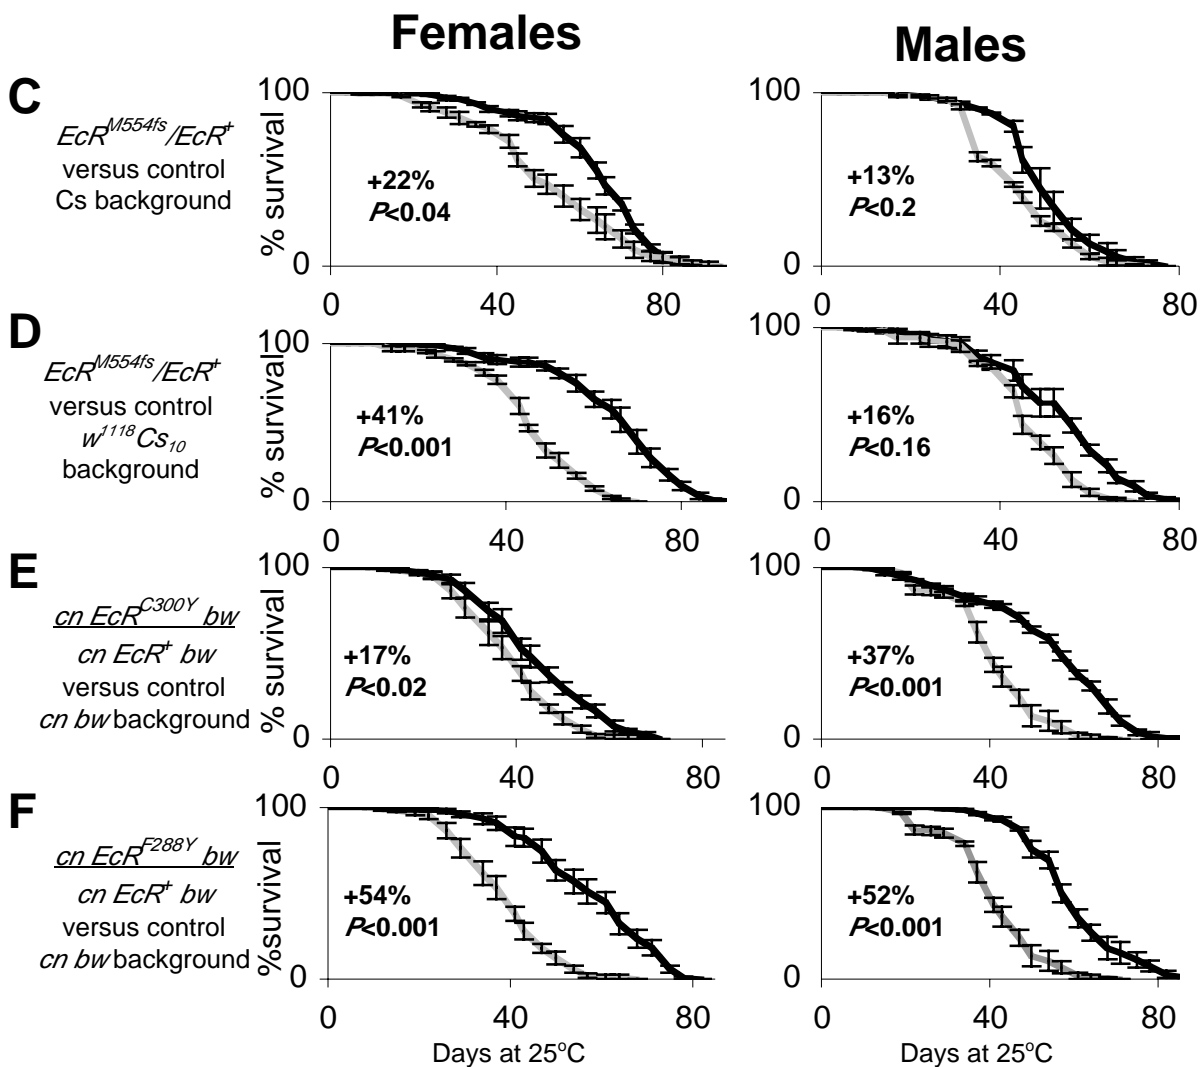 Females Males
C
EcR^M554fs/EcR^+
versus control
Cs background
% survival
100
0
+22%
P<0.04
0 40 80
100
0
+13%
P<0.2
0 40 80
D
EcR^M554fs/EcR^+
versus control
w^1118 Cs_10
background
% survival
100
0
+41%
P<0.001
0 40 80
100
0
+16%
P<0.16
0 40 80
E
cn EcR^C300Y bw
cn EcR^+ bw
versus control
cn bw background
% survival
100
0
+17%
P<0.02
0 40 80
100
0
+37%
P<0.001
0 40 80
F
cn EcR^F288Y bw
cn EcR^+ bw
versus control
cn bw background
%survival
100
0
+54%
P<0.001
0 40 80
Days at 25°C
100
0
+52%
P<0.001
0 40 80
Days at 25°C